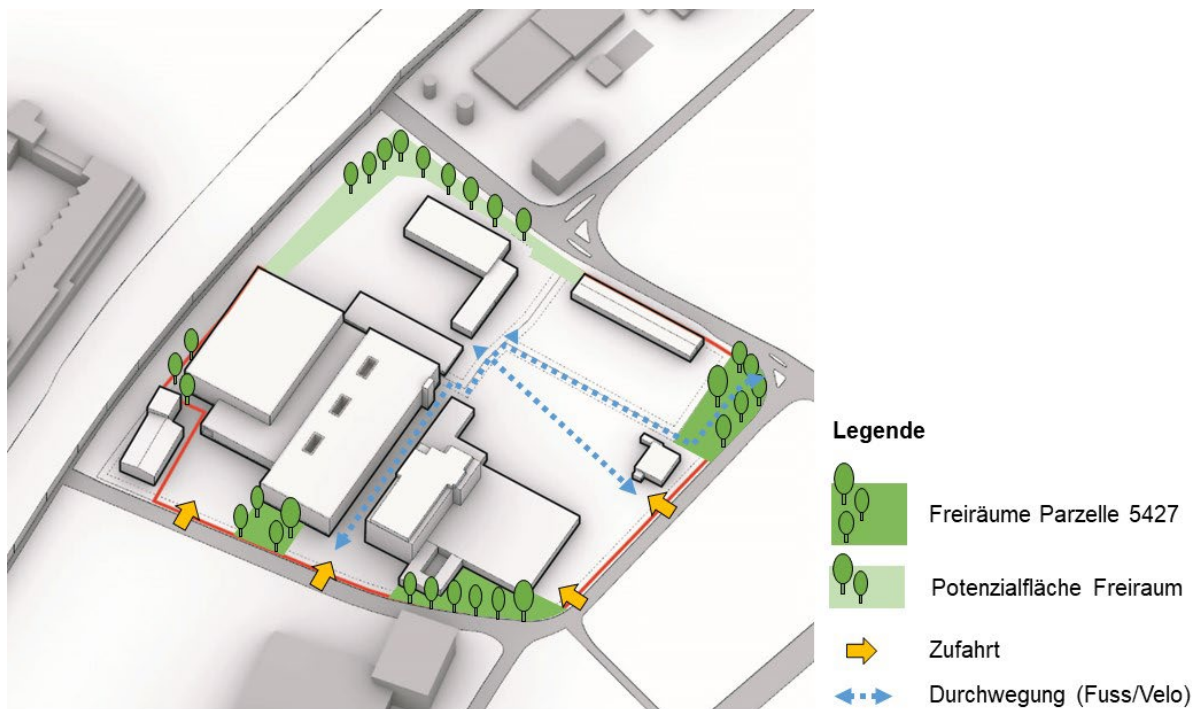 Legende
Freiräume Parzelle 5427
Potenzialfläche Freiraum
Zufahrt
Durchwegung (Fuss/Velo)